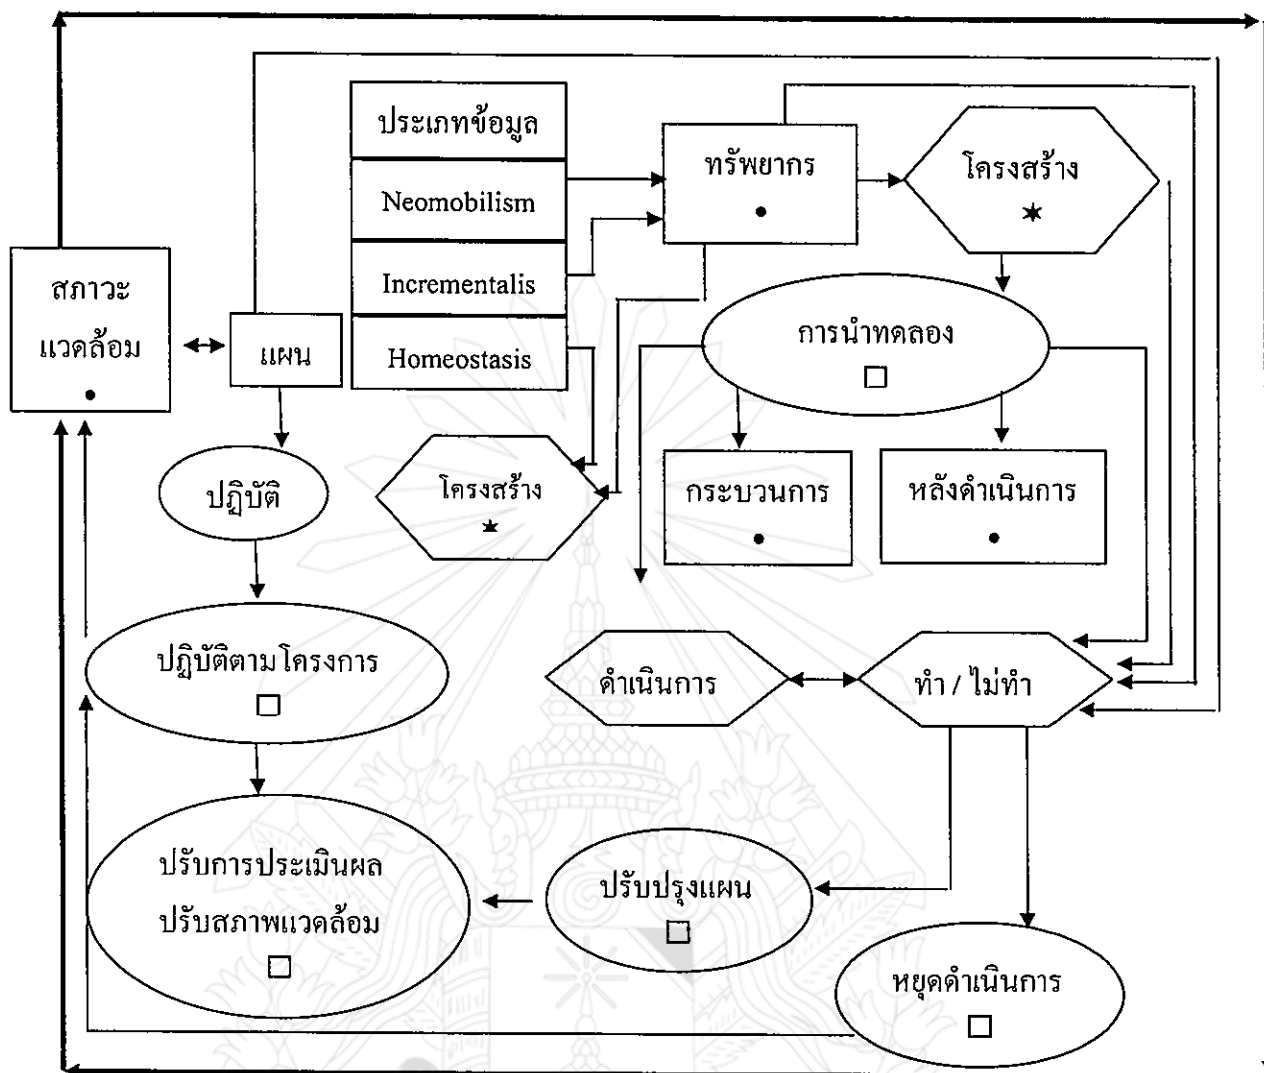 ประเภทข้อมูล
Neomobilism
Incrementalis
Homeostasis
ทรัพยากร
โครงสร้าง
สภาวะ
แวดล้อม
แผน
การนำทดลอง
ปฏิบัติ
โครงสร้าง
กระบวนการ
หลังดำเนินการ
ปฏิบัติตามโครงการ
ดำเนินการ
ทำ / ไม่ทำ
ปรับการประเมินผล
ปรับสภาพแวดล้อม
ปรับปรุงแผน
หยุดดำเนินการ